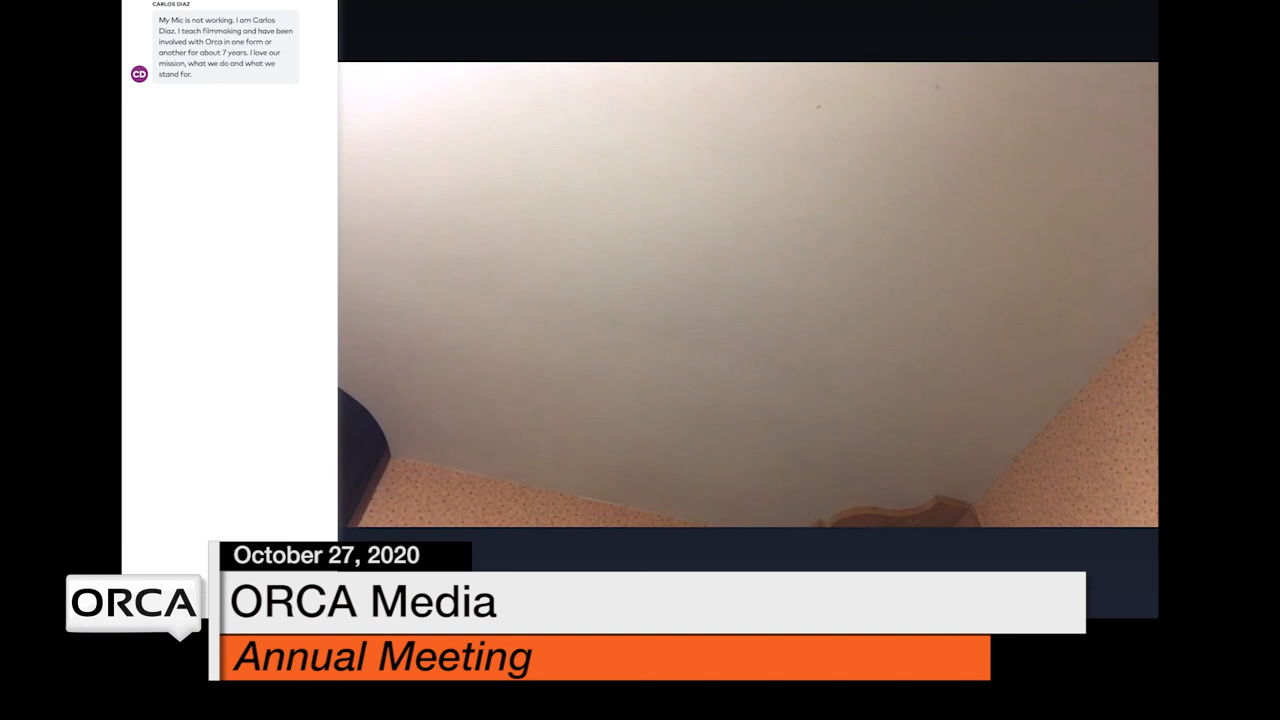 CARLOS DIAZ
My Mic is not working. I am Carlos
Diaz. I teach filmmaking and have been
involved with Orca in one form or
another for about 7 years. I love our
mission, what we do and what we
stand for.
CD
October 27, 2020
ORCA
ORCA Media
Annual Meeting